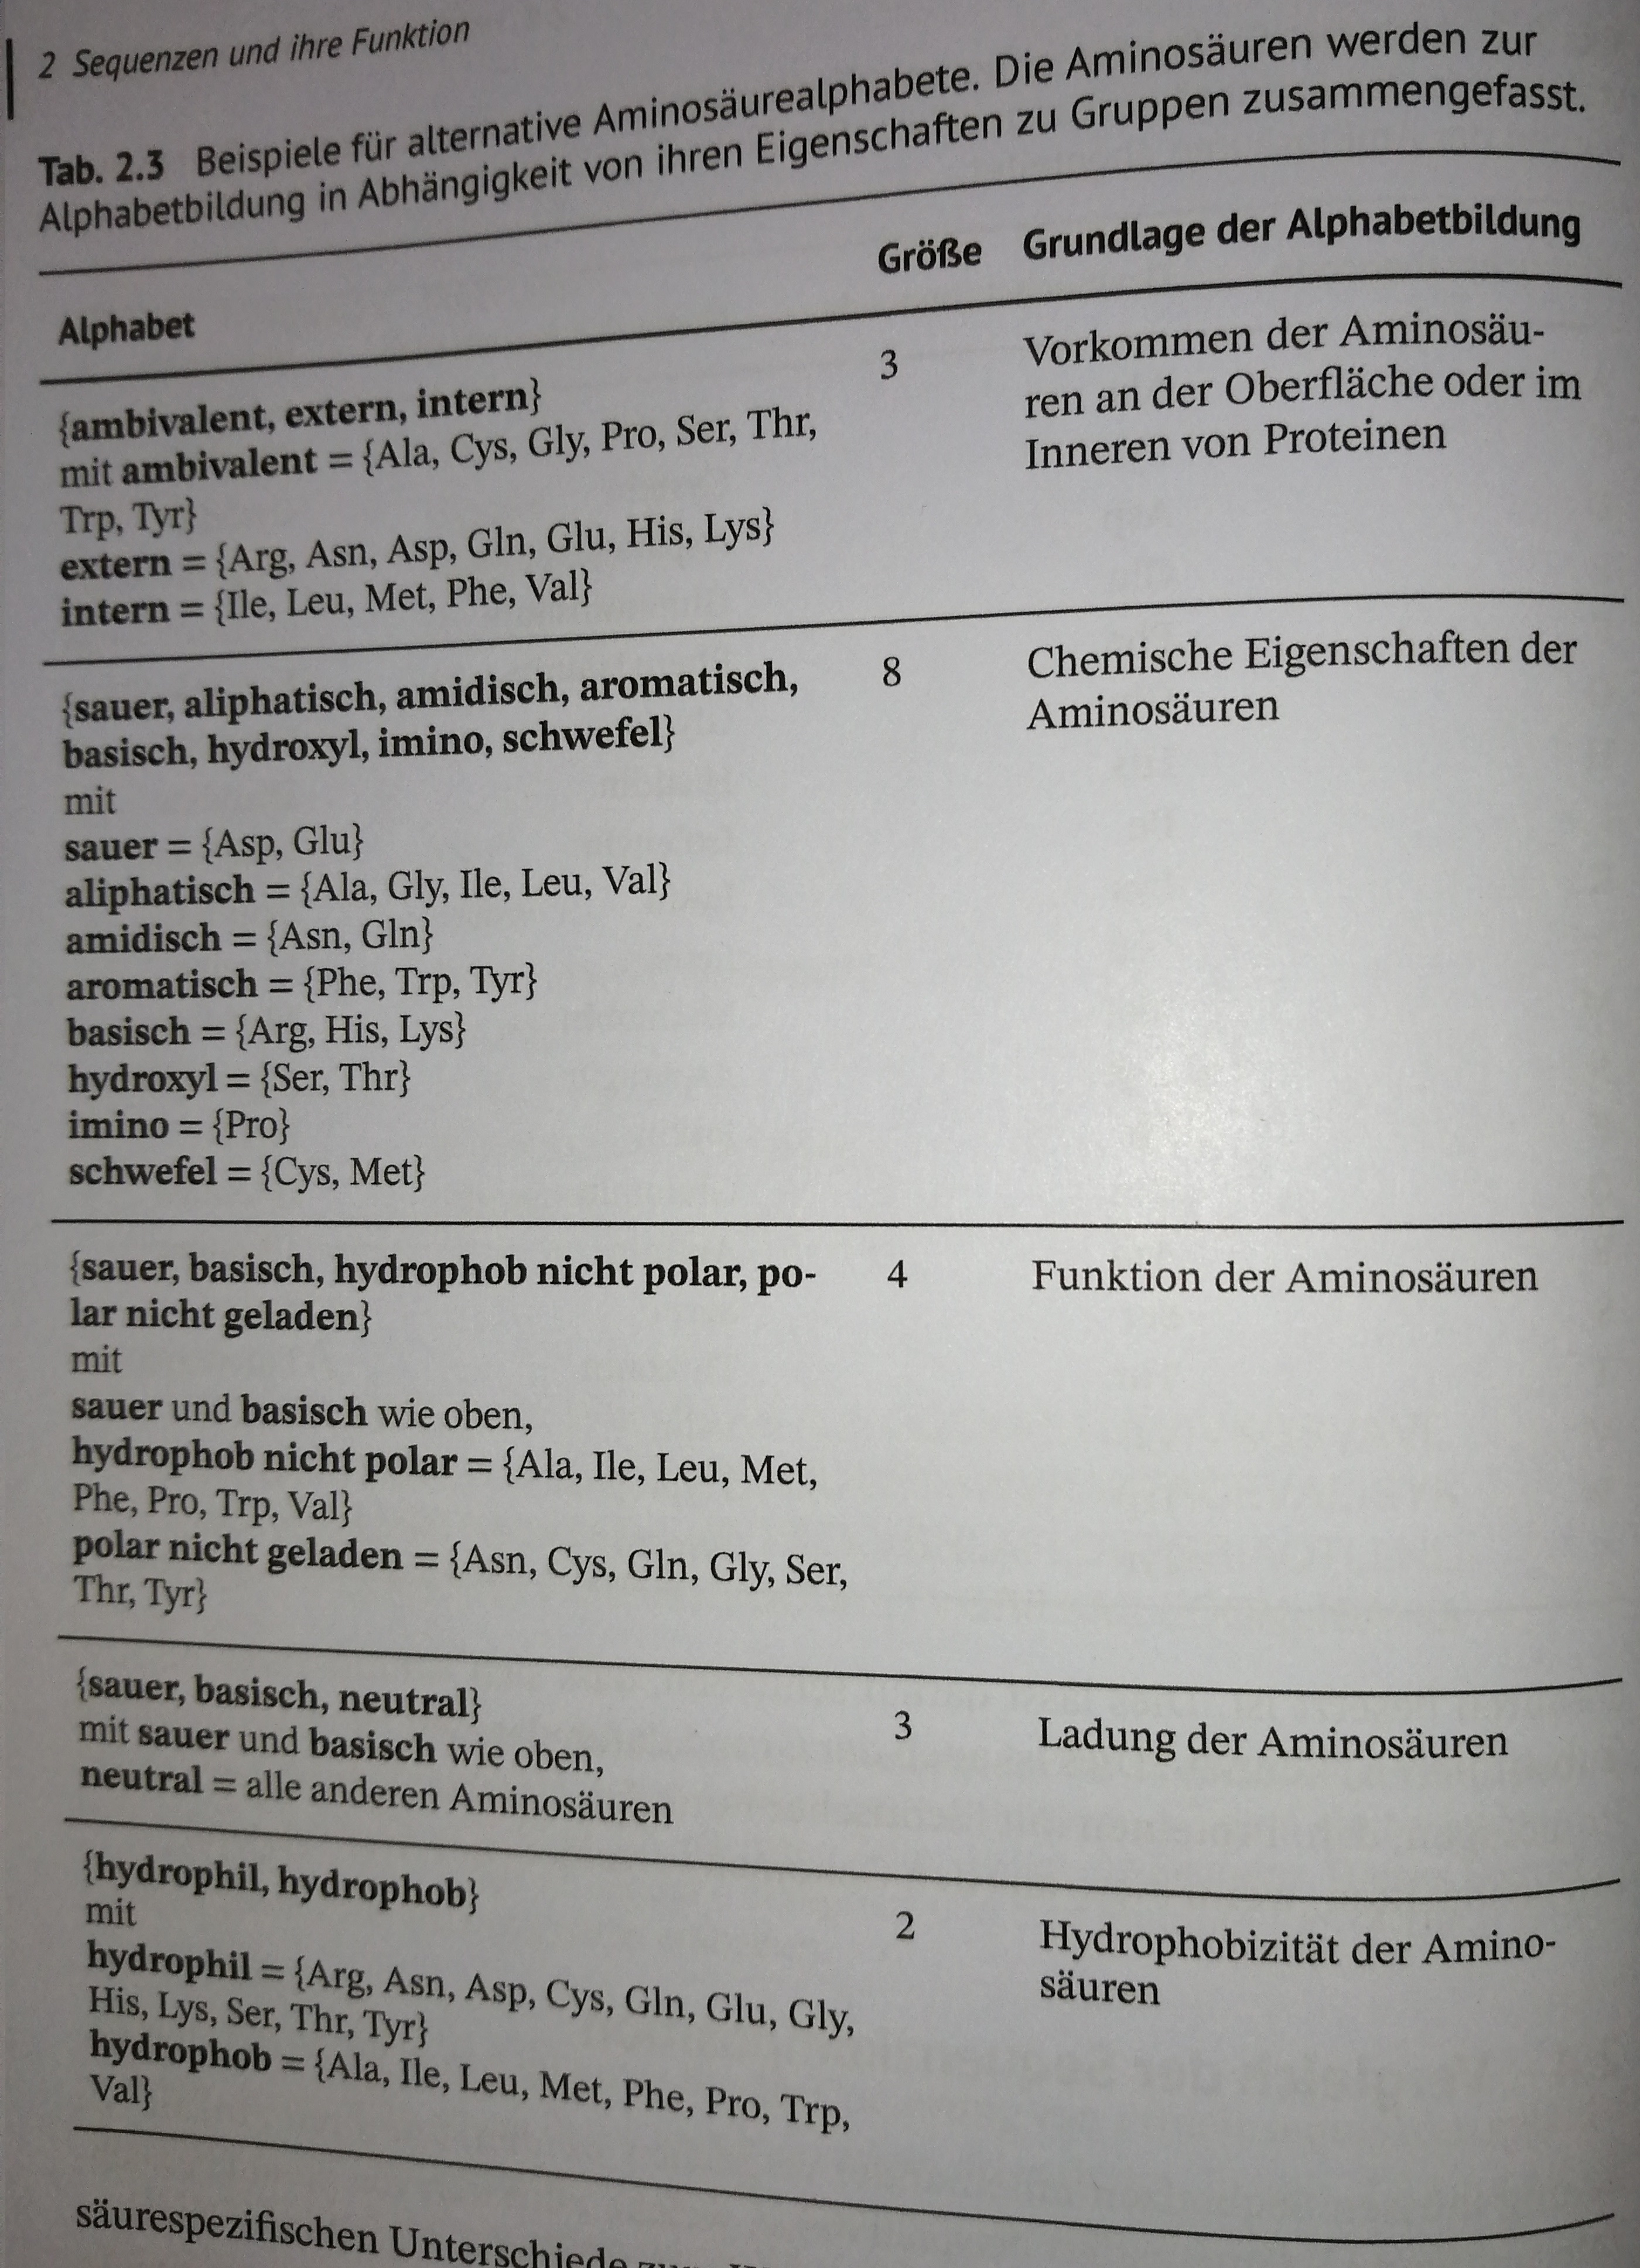 2 Sequenzen und ihre Funktion
Tab. 2.3 Beispiele für alternative Aminosäurealphabete. Die Aminosäuren werden zur
Alphabetbildung in Abhängigkeit von ihren Eigenschaften zu Gruppen zusammengefasst.
Alphabet Größe Grundlage der Alphabetbildung
{ambivalent, extern, intern} 3 Vorkommen der Aminosäu-
mit ambivalent = {Ala, Cys, Gly, Pro, Ser, Thr, ren an der Oberfläche oder im
Trp, Tyr} Inneren von Proteinen
extern = {Arg, Asn, Asp, Gln, Glu, His, Lys}
intern = {Ile, Leu, Met, Phe, Val}
{sauer, aliphatisch, amidisch, aromatisch, 8 Chemische Eigenschaften der
basisch, hydroxyl, imino, schwefel} Aminosäuren
mit
sauer = {Asp, Glu}
aliphatisch = {Ala, Gly, Ile, Leu, Val}
amidisch = {Asn, Gln}
aromatisch = {Phe, Trp, Tyr}
basisch = {Arg, His, Lys}
hydroxyl = {Ser, Thr}
imino = {Pro}
schwefel = {Cys, Met}
{sauer, basisch, hydrophob nicht polar, po- 4 Funktion der Aminosäuren
lar nicht geladen}
mit
sauer und basisch wie oben,
hydrophob nicht polar = {Ala, Ile, Leu, Met,
Phe, Pro, Trp, Val}
polar nicht geladen = {Asn, Cys, Gln, Gly, Ser,
Thr, Tyr}
{sauer, basisch, neutral} 3 Ladung der Aminosäuren
mit sauer und basisch wie oben,
neutral = alle anderen Aminosäuren
{hydrophil, hydrophob} 2 Hydrophobizität der Amino-
mit säuren
hydrophil = {Arg, Asn, Asp, Cys, Gln, Glu, Gly,
His, Lys, Ser, Thr, Tyr}
hydrophob = {Ala, Ile, Leu, Met, Phe, Pro, Trp,
Val}
säurespezifischen Unterschiede